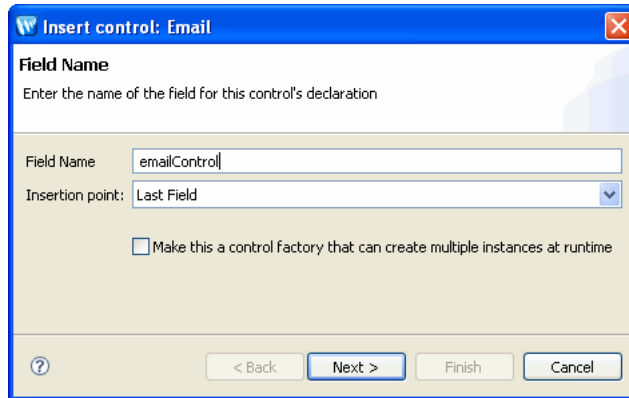 Insert control: Email
Field Name
Enter the name of the field for this control's declaration
Field Name emailControl
Insertion point: Last Field
Make this a control factory that can create multiple instances at runtime
? < Back Next > Finish Cancel